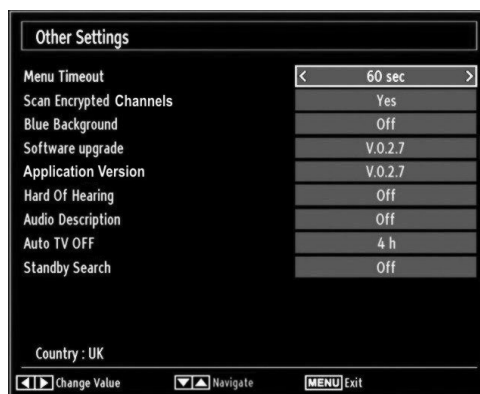 Other Settings
Menu Timeout < 60 sec >
Scan Encrypted Channels Yes
Blue Background Off
Software upgrade V.0.2.7
Application Version V.0.2.7
Hard Of Hearing Off
Audio Description Off
Auto TV OFF 4 h
Standby Search Off
Country : UK
Change Value Navigate MENU Exit